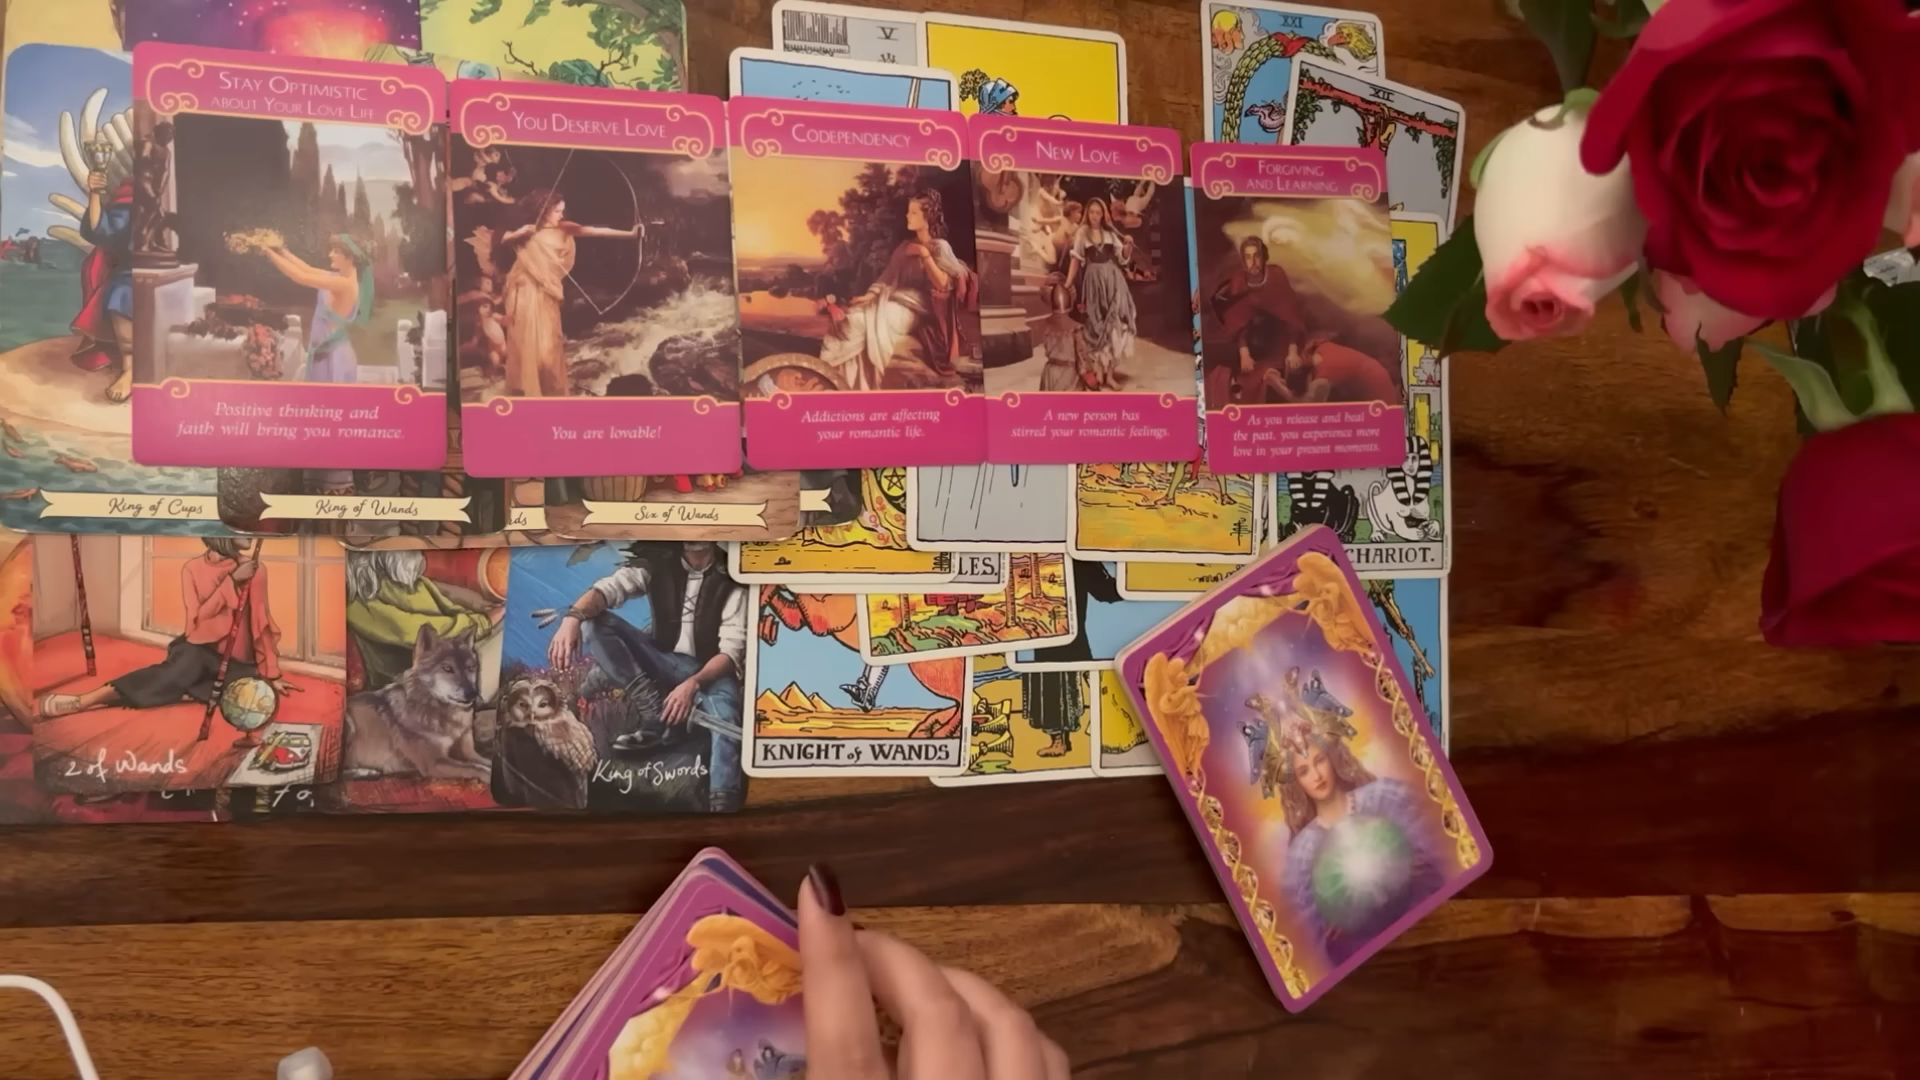 V
XXI
XII
STAY OPTIMISTIC
ABOUT YOUR LOVE LIFE
Positive thinking and
faith will bring you romance.
YOU DESERVE LOVE
You are lovable!
CODEPENDENCY
Addictions are affecting
your romantic life.
NEW LOVE
A new person has
stirred your romantic feelings.
FORGIVING
AND LEARNING
As you release and heal
the past, you experience more
love in your present moments.
King of Cups
King of Wands
ds
Six of Wands
LES.
CHARIOT.
2 of Wands
King of Swords
KNIGHT of WANDS